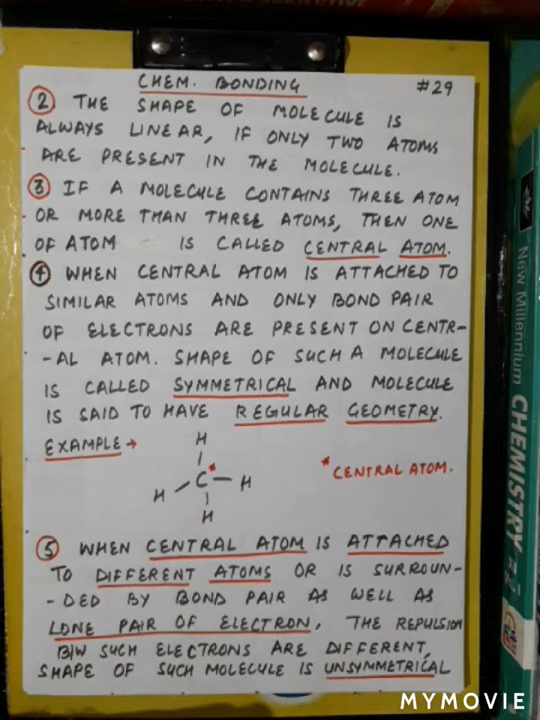 CHEM. BONDING #29
② THE SHAPE OF MOLECULE IS
ALWAYS LINEAR, IF ONLY TWO ATOMS
ARE PRESENT IN THE MOLECULE.
③ IF A MOLECULE CONTAINS THREE ATOM
OR MORE THAN THREE ATOMS, THEN ONE
OF ATOM IS CALLED CENTRAL ATOM.
④ WHEN CENTRAL ATOM IS ATTACHED TO
SIMILAR ATOMS AND ONLY BOND PAIR
OF ELECTRONS ARE PRESENT ON CENTR-
-AL ATOM. SHAPE OF SUCH A MOLECULE
IS CALLED SYMMETRICAL AND MOLECULE
IS SAID TO HAVE REGULAR GEOMETRY.
EXAMPLE →
H
H C* H
H
*CENTRAL ATOM.
⑤ WHEN CENTRAL ATOM IS ATTACHED
TO DIFFERENT ATOMS OR IS SURROUN-
-DED BY BOND PAIR AS WELL AS
LONE PAIR OF ELECTRON, THE REPULSION
B/W SUCH ELECTRONS ARE DIFFERENT,
SHAPE OF SUCH MOLECULE IS UNSYMMETRICAL
New Millennium CHEMISTRY
MYMOVIE